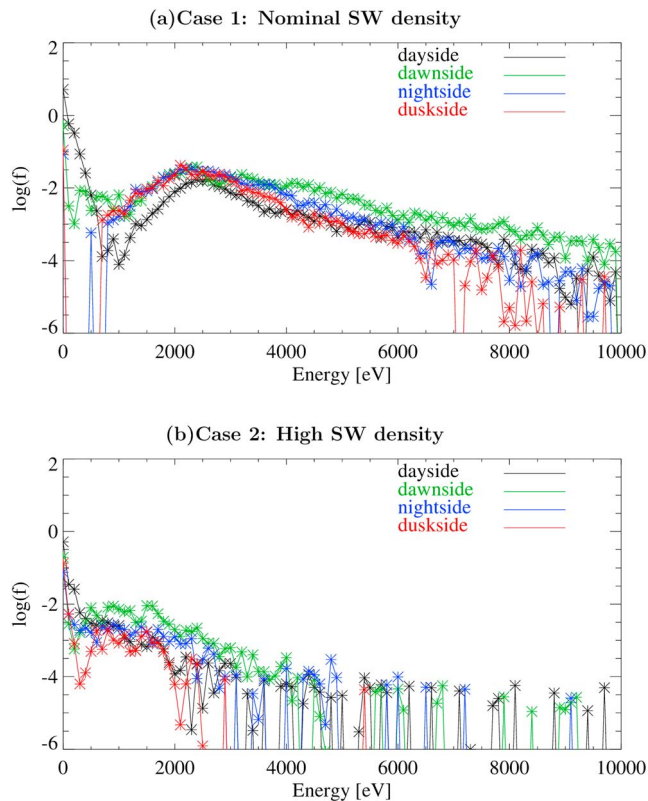 (a)Case 1: Nominal SW density
2
dayside
dawnside
0
nightside
duskside
-2
log(f)
-4
-6
0 2000 4000 6000 8000 10000
Energy [eV]
(b)Case 2: High SW density
2
dayside
dawnside
0
nightside
duskside
-2
log(f)
-4
-6
0 2000 4000 6000 8000 10000
Energy [eV]